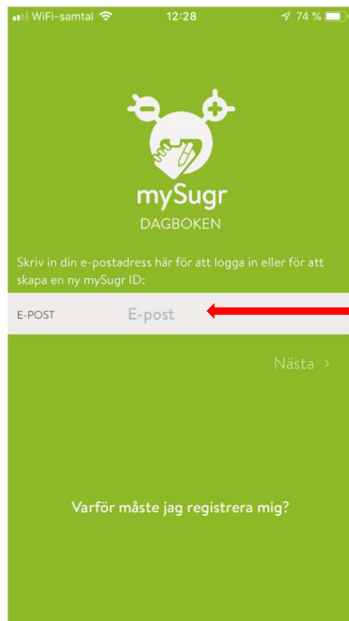 WiFi-samtal 12:28 74 %
mySugr
DAGBOKEN
Skriv in din e-postadress här för att logga in eller för att
skapa en ny mySugr ID:
E-POST E-post
Nästa >
Varför måste jag registrera mig?